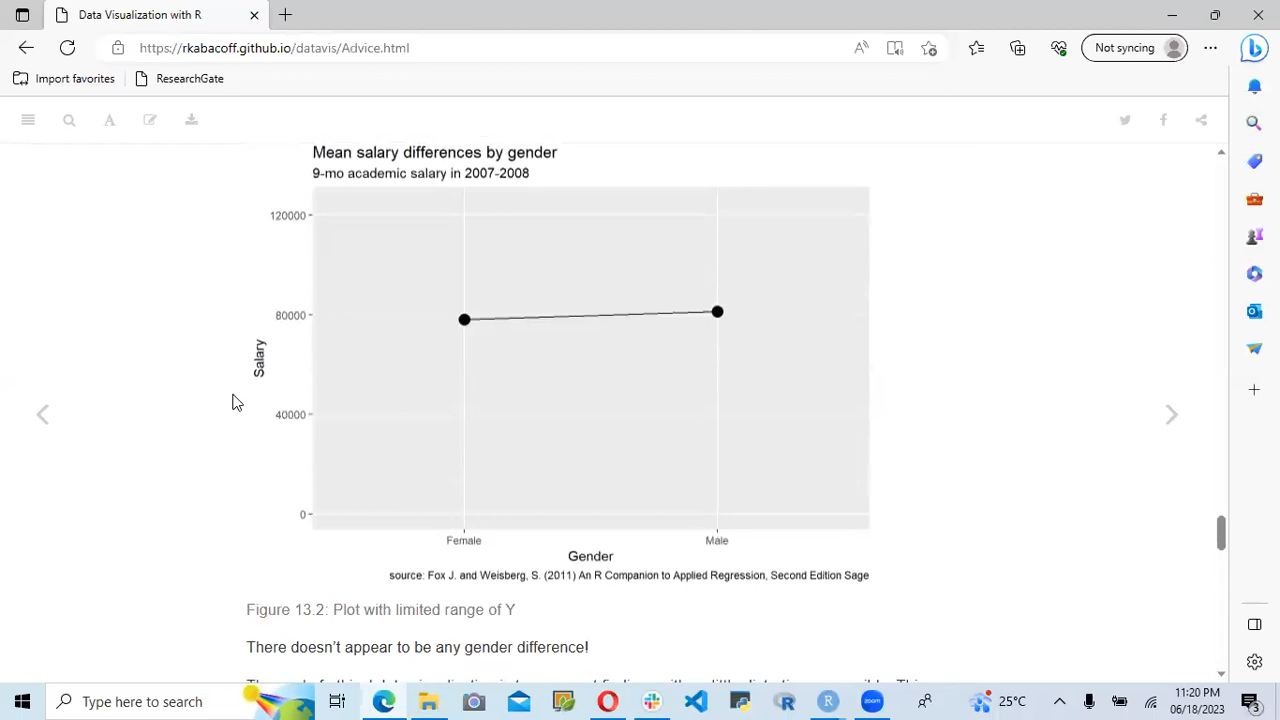 Data Visualization with R
https://rkabacoff.github.io/datavis/Advice.html
Not syncing
Import favorites
ResearchGate
Mean salary differences by gender
9-mo academic salary in 2007-2008
120000
80000
40000
0
Salary
Female
Male
Gender
source: Fox J. and Weisberg, S. (2011) An R Companion to Applied Regression, Second Edition Sage
Figure 13.2: Plot with limited range of Y
There doesn't appear to be any gender difference!
Type here to search
zoom
25°C
11:20 PM
06/18/2023
3